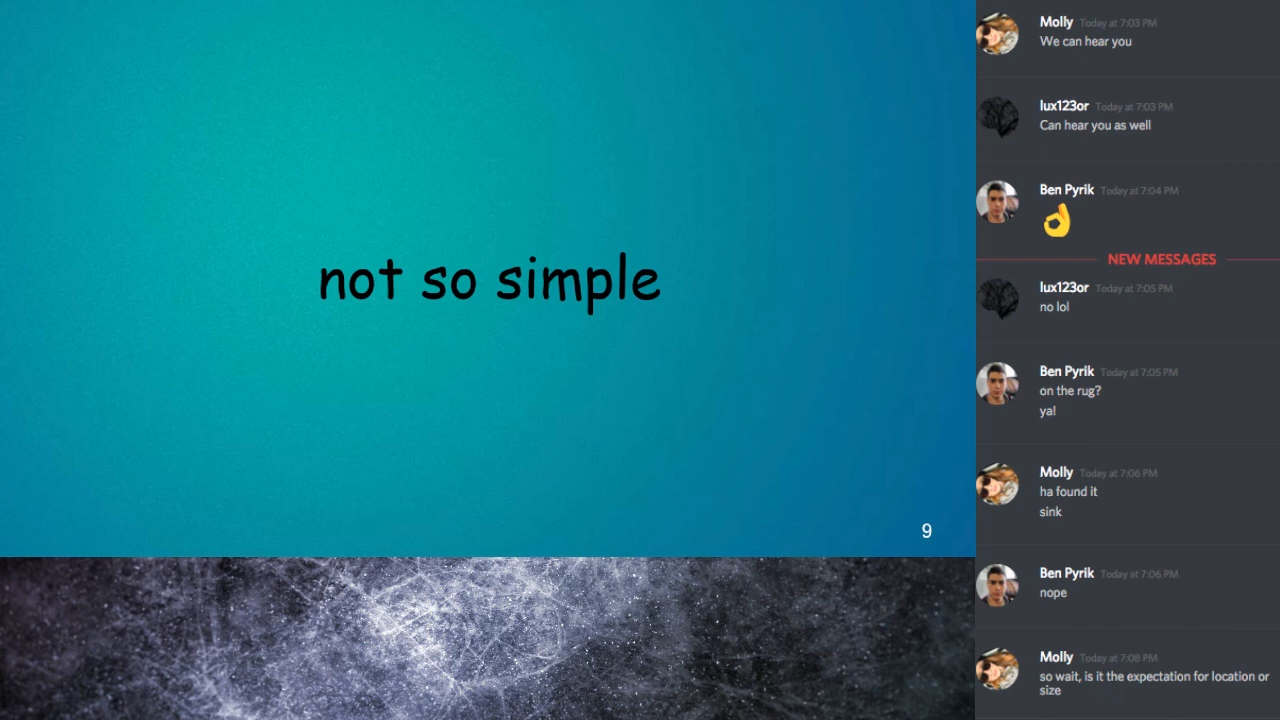 not so simple
9
Molly Today at 7:03 PM
We can hear you
lux123or Today at 7:03 PM
Can hear you as well
Ben Pyrik Today at 7:04 PM
NEW MESSAGES
lux123or Today at 7:05 PM
no lol
Ben Pyrik Today at 7:05 PM
on the rug?
yal
Molly Today at 7:06 PM
ha found it
sink
Ben Pyrik Today at 7:06 PM
nope
Molly Today at 7:08 PM
so wait, is it the expectation for location or
size